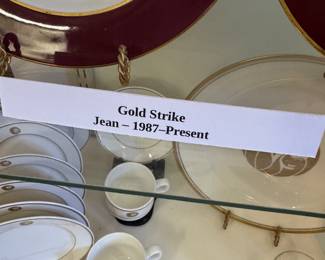 Gold Strike
Jean – 1987–Present